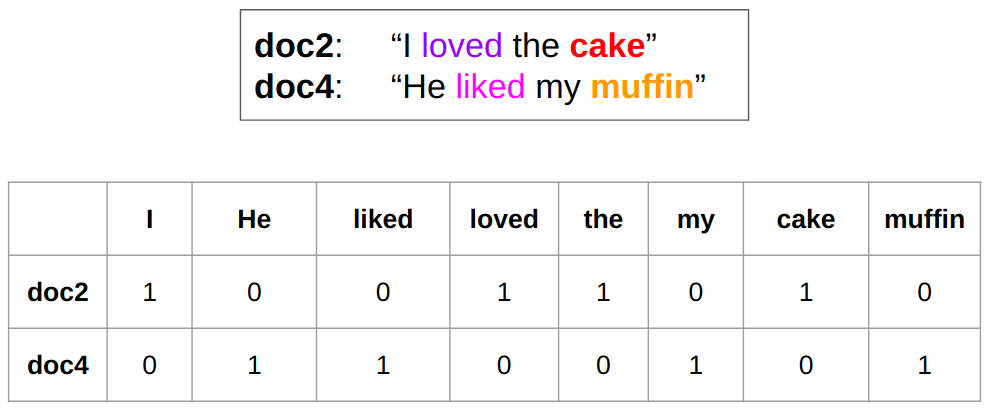 doc2: “I loved the cake”
doc4: “He liked my muffin”
I He liked loved the my cake muffin
doc2 1 0 0 1 1 0 1 0
doc4 0 1 1 0 0 1 0 1